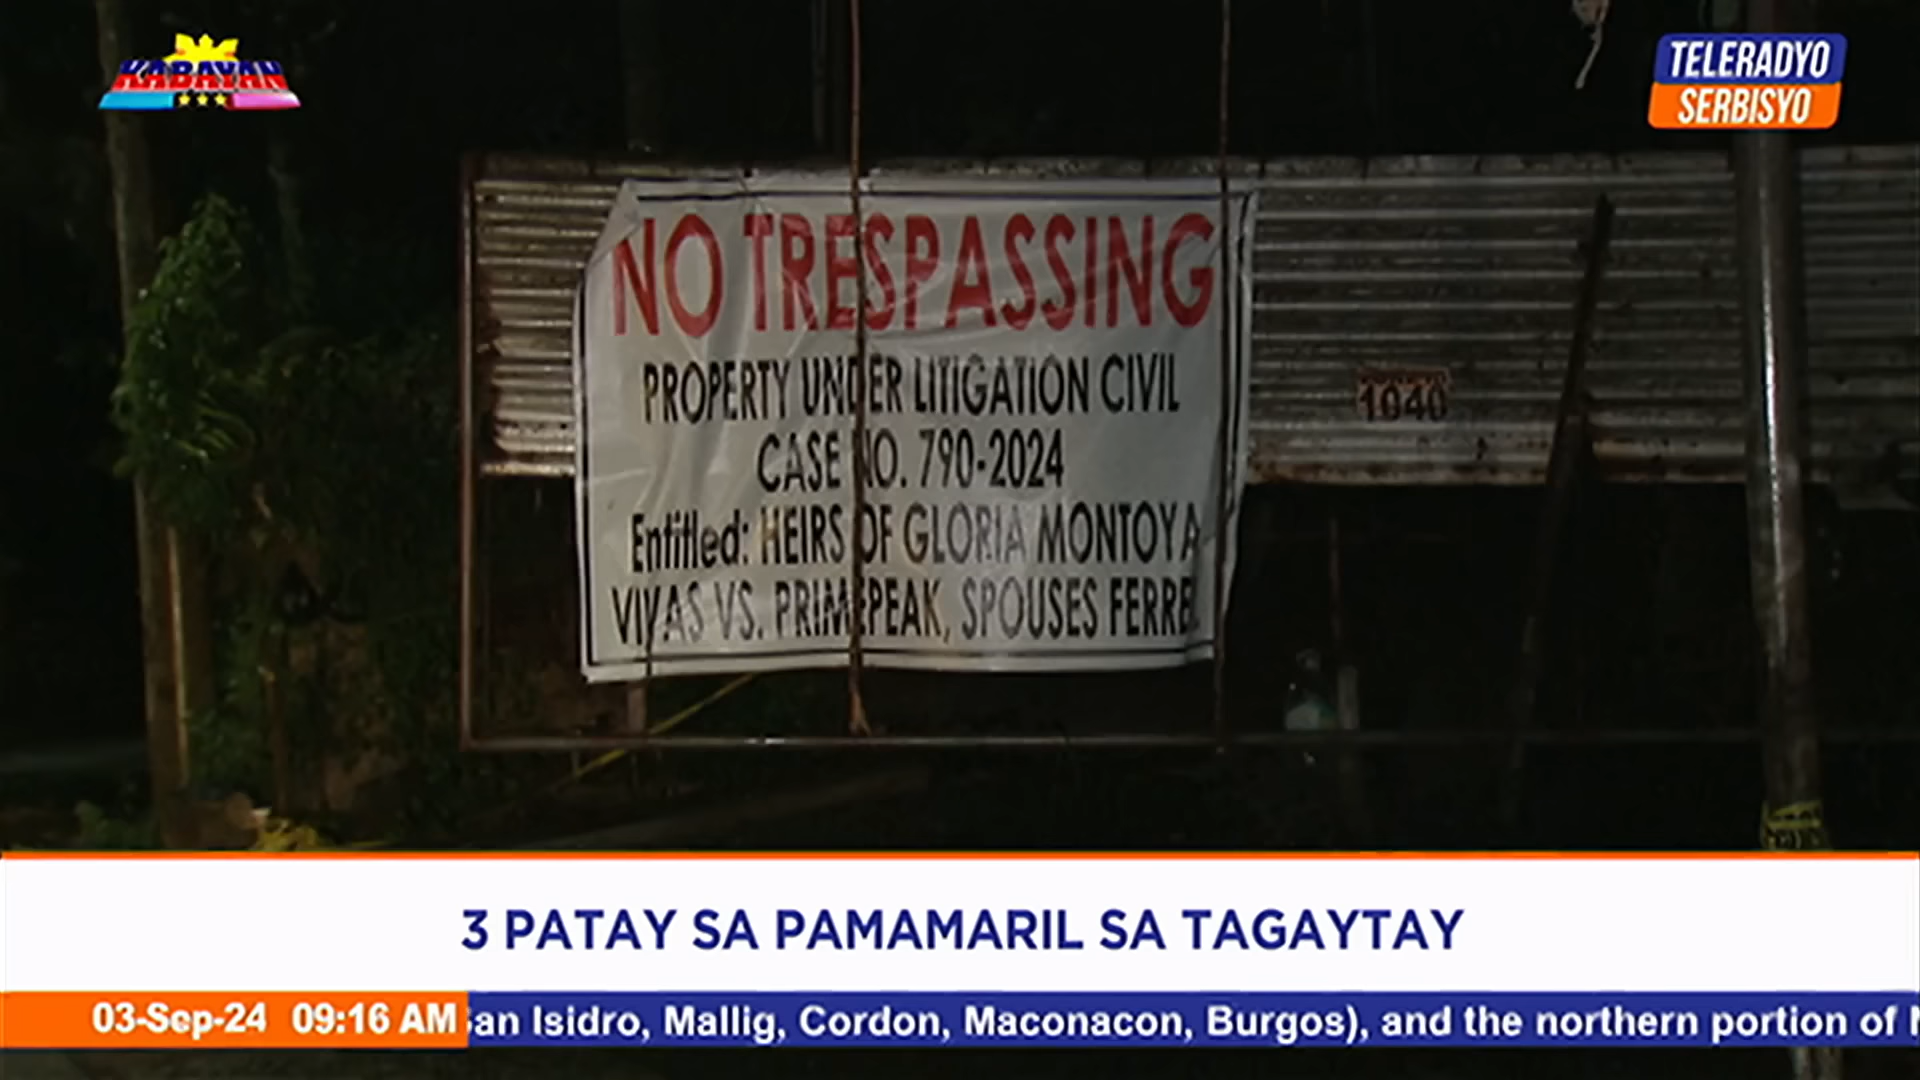 KABAYAN
TELERADYO
SERBISYO
NO TRESPASSING
PROPERTY UNDER LITIGATION CIVIL
CASE NO. 790-2024
Entitled: HEIRS OF GLORIA MONTOYA
VIVAS VS. PRIMEPEAK, SPOUSES FERRE
1040
3 PATAY SA PAMAMARIL SA TAGAYTAY
03-Sep-24 09:16 AM
San Isidro, Mallig, Cordon, Maconacon, Burgos), and the northern portion of